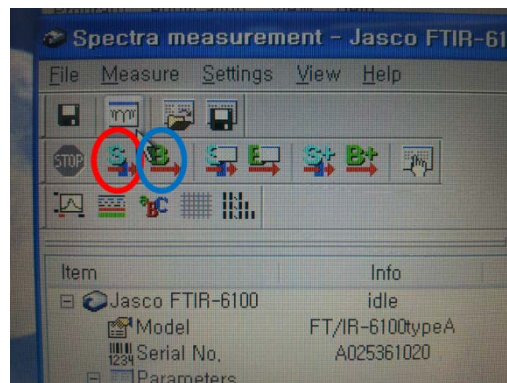 Spectra measurement - Jasco FTIR-61
File Measure Settings View Help
STOP S B S E S+ B+
Item Info
Jasco FTIR-6100 idle
Model FT/IR-6100typeA
1234 Serial No. A025361020
Parameters